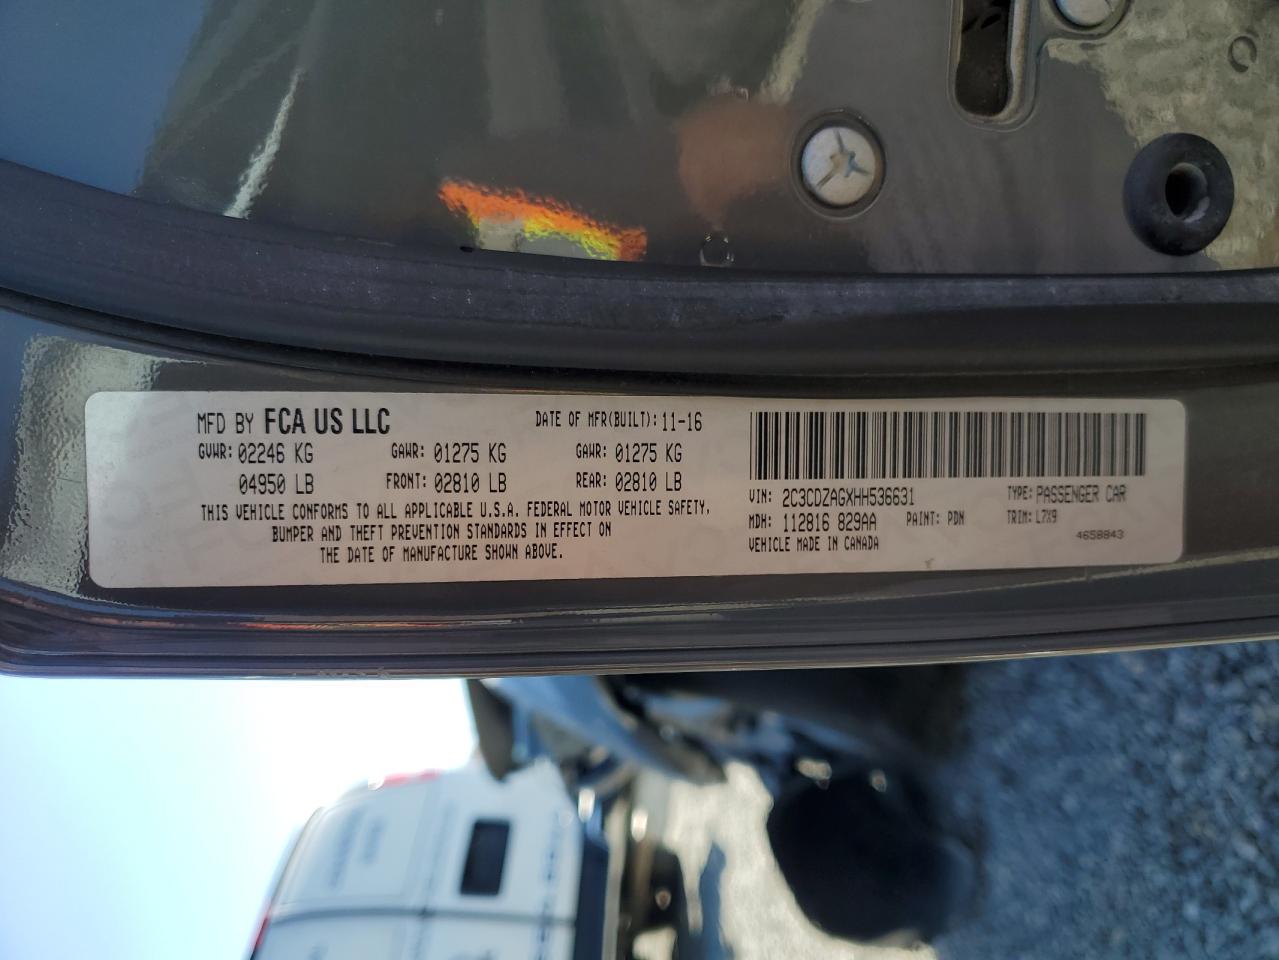 MFD BY FCA US LLC DATE OF MFR(BUILT): 11-16
GVWR: 02246 KG GAWR: 01275 KG GAWR: 01275 KG
04950 LB FRONT: 02810 LB REAR: 02810 LB
THIS VEHICLE CONFORMS TO ALL APPLICABLE U.S.A. FEDERAL MOTOR VEHICLE SAFETY,
BUMPER AND THEFT PREVENTION STANDARDS IN EFFECT ON
THE DATE OF MANUFACTURE SHOWN ABOVE.
VIN: 2C3CDZAGXHH536631 TYPE: PASSENGER CAR
MDH: 112816 829AA PAINT: PDN TRIM: L7X9
VEHICLE MADE IN CANADA 4658843